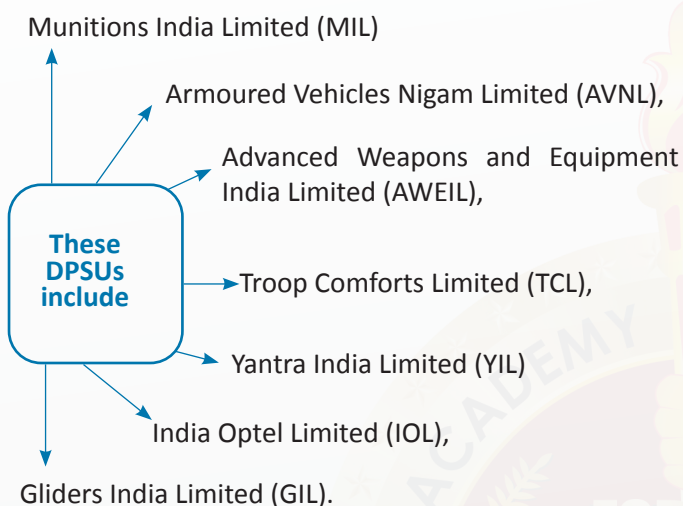 Munitions India Limited (MIL)
Armoured Vehicles Nigam Limited (AVNL),
Advanced Weapons and Equipment
India Limited (AWEIL),
These
DPSUs
include
Troop Comforts Limited (TCL),
Yantra India Limited (YIL)
India Optel Limited (IOL),
Gliders India Limited (GIL).
ACADEMY